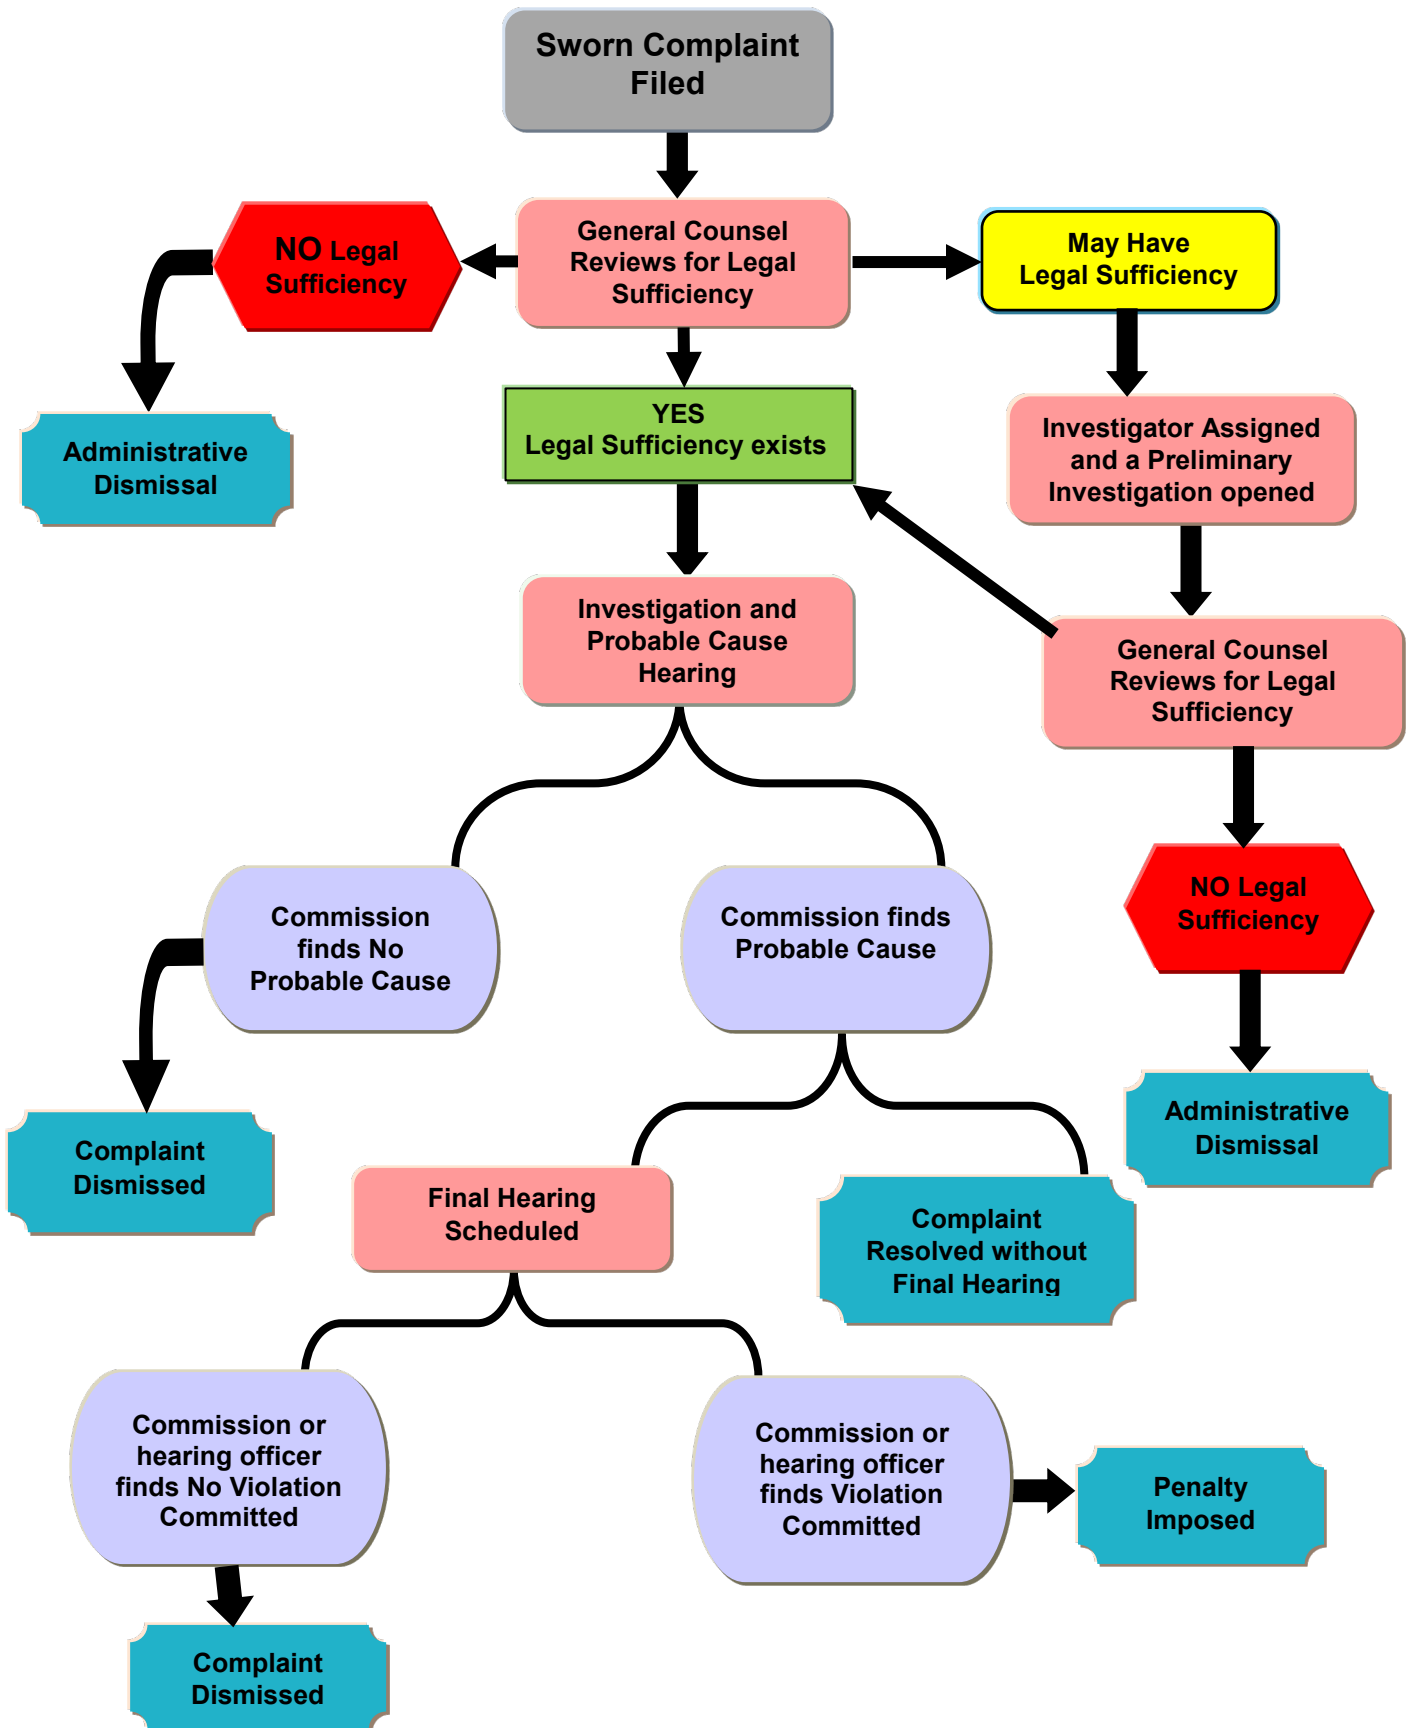 Sworn Complaint
Filed
NO Legal
Sufficiency
General Counsel
Reviews for Legal
Sufficiency
May Have
Legal Sufficiency
Administrative
Dismissal
YES
Legal Sufficiency exists
Investigator Assigned
and a Preliminary
Investigation opened
Investigation and
Probable Cause
Hearing
General Counsel
Reviews for Legal
Sufficiency
Commission
finds No
Probable Cause
Commission finds
Probable Cause
NO Legal
Sufficiency
Complaint
Dismissed
Administrative
Dismissal
Final Hearing
Scheduled
Complaint
Resolved without
Final Hearing
Commission or
hearing officer
finds No Violation
Committed
Commission or
hearing officer
finds Violation
Committed
Penalty
Imposed
Complaint
Dismissed